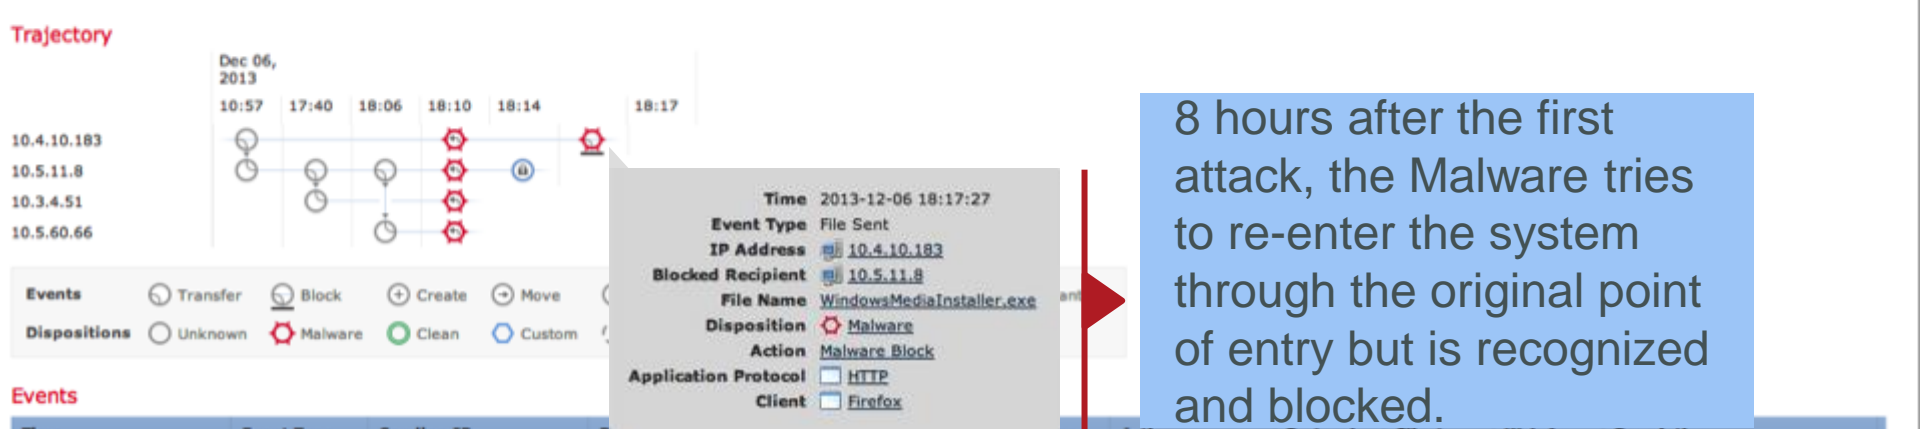 Trajectory
Dec 06,
2013
10:57 17:40 18:06 18:10 18:14 18:17
10.4.10.183
10.5.11.8
10.3.4.51
10.5.60.66
Events Transfer Block Create Move
Dispositions Unknown Malware Clean Custom
Events
Time 2013-12-06 18:17:27
Event Type File Sent
IP Address 10.4.10.183
Blocked Recipient 10.5.11.8
File Name WindowsMediaInstaller.exe
Disposition Malware
Action Malware Block
Application Protocol HTTP
Client Firefox
8 hours after the first
attack, the Malware tries
to re-enter the system
through the original point
of entry but is recognized
and blocked.